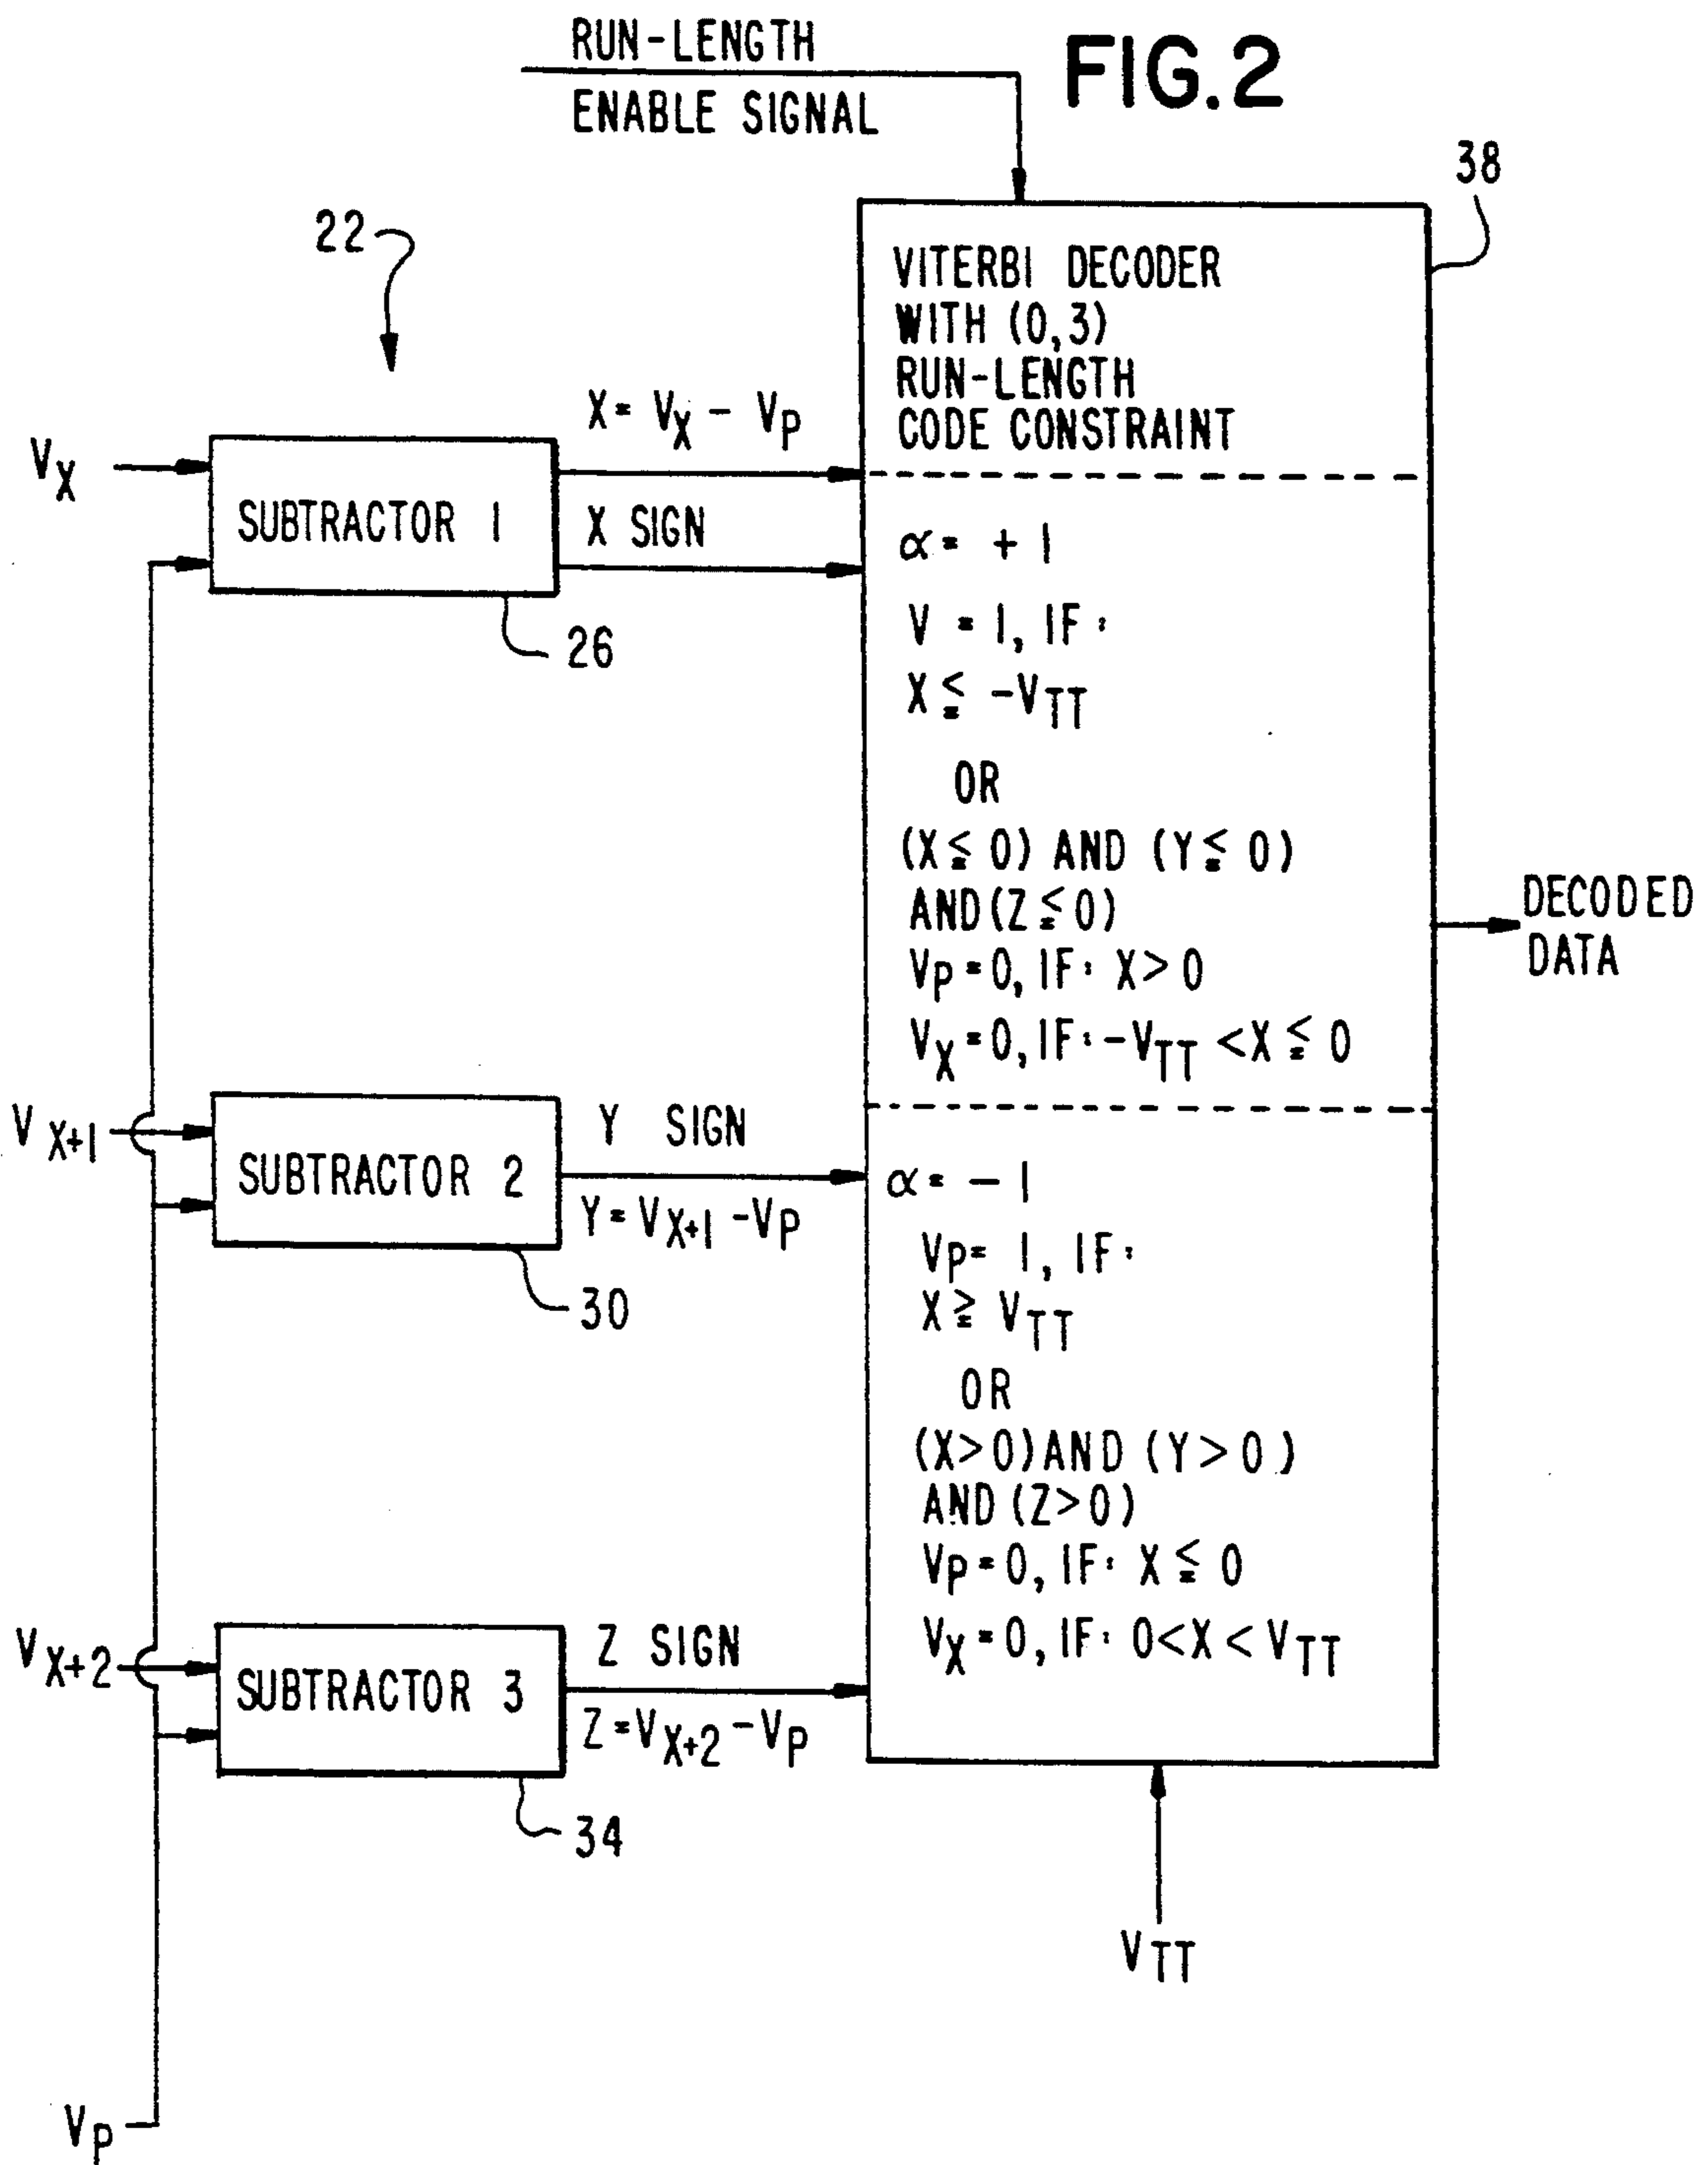 RUN-LENGTH
ENABLE SIGNAL
FIG.2
38
22
VITERBI DECODER
WITH (0,3)
RUN-LENGTH
CODE CONSTRAINT
VX
SUBTRACTOR 1
X = VX - VP
X SIGN
26
α = + 1
V = 1, IF:
X ≦ -VTT
OR
(X ≦ 0) AND (Y ≦ 0)
AND (Z ≦ 0)
VP = 0, IF: X > 0
VX = 0, IF: -VTT < X ≦ 0
DECODED
DATA
VX+1
SUBTRACTOR 2
Y SIGN
Y = VX+1 - VP
30
α = - 1
VP = 1, IF:
X ≧ VTT
OR
(X > 0) AND (Y > 0)
AND (Z > 0)
VP = 0, IF: X ≦ 0
VX = 0, IF: 0 < X < VTT
VX+2
SUBTRACTOR 3
Z SIGN
Z = VX+2 - VP
34
VTT
VP